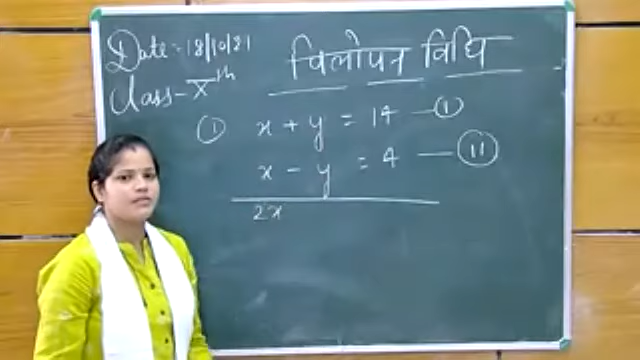 Date:-18/10/21
Class-Xth
विलोपन विधि
① x + y = 14 —①
x - y = 4 —⑪
2x